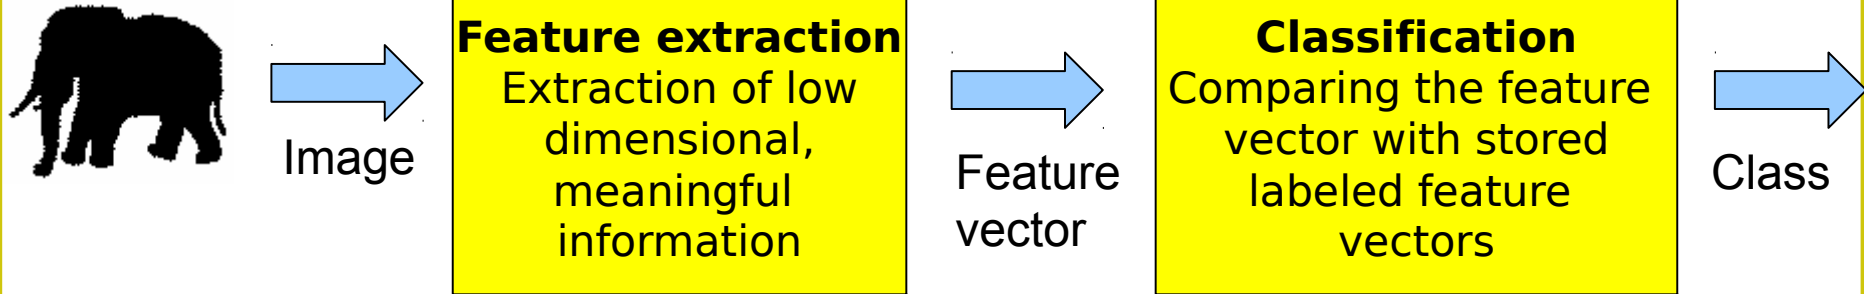 Image
Feature extraction
Extraction of low
dimensional,
meaningful
information
Feature
vector
Classification
Comparing the feature
vector with stored
labeled feature
vectors
Class